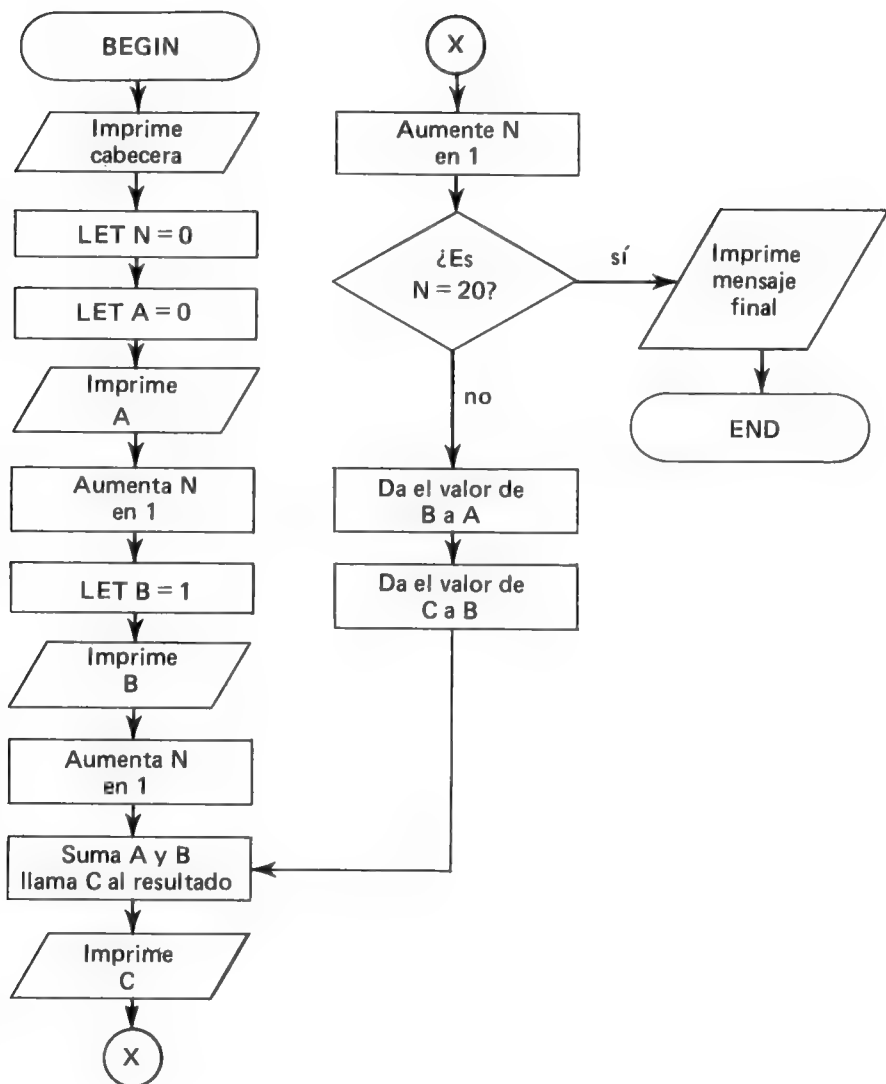 BEGIN
Imprime
cabecera
LET N = 0
LET A = 0
Imprime
A
Aumenta N
en 1
LET B = 1
Imprime
B
Aumenta N
en 1
Suma A y B
llama C al resultado
Imprime
C
X
X
Aumente N
en 1
¿Es
N = 20?
sí
Imprime
mensaje
final
END
no
Da el valor de
B a A
Da el valor de
C a B